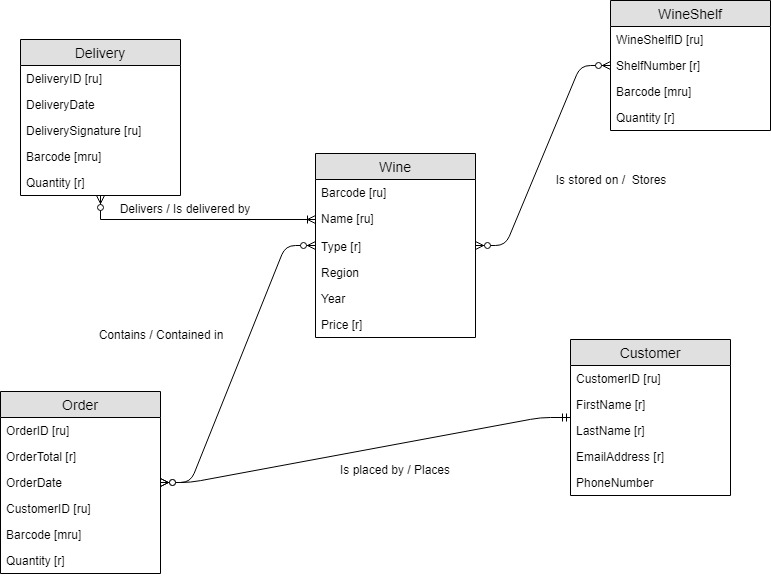 WineShelf
WineShelfID [ru]
ShelfNumber [r]
Barcode [mru]
Quantity [r]
Delivery
DeliveryID [ru]
DeliveryDate
DeliverySignature [ru]
Barcode [mru]
Quantity [r]
Wine
Barcode [ru]
Name [ru]
Type [r]
Region
Year
Price [r]
Is stored on /  Stores
Delivers / Is delivered by
Contains / Contained in
Customer
CustomerID [ru]
FirstName [r]
LastName [r]
EmailAddress [r]
PhoneNumber
Order
OrderID [ru]
OrderTotal [r]
OrderDate
CustomerID [ru]
Barcode [mru]
Quantity [r]
Is placed by / Places